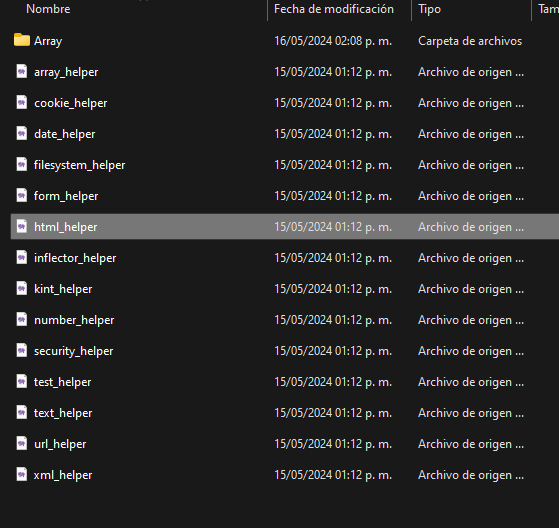 Nombre Fecha de modificación Tipo Tam
Array 16/05/2024 02:08 p. m. Carpeta de archivos
array_helper 15/05/2024 01:12 p. m. Archivo de origen ...
cookie_helper 15/05/2024 01:12 p. m. Archivo de origen ...
date_helper 15/05/2024 01:12 p. m. Archivo de origen ...
filesystem_helper 15/05/2024 01:12 p. m. Archivo de origen ...
form_helper 15/05/2024 01:12 p. m. Archivo de origen ...
html_helper 15/05/2024 01:12 p. m. Archivo de origen ...
inflector_helper 15/05/2024 01:12 p. m. Archivo de origen ...
kint_helper 15/05/2024 01:12 p. m. Archivo de origen ...
number_helper 15/05/2024 01:12 p. m. Archivo de origen ...
security_helper 15/05/2024 01:12 p. m. Archivo de origen ...
test_helper 15/05/2024 01:12 p. m. Archivo de origen ...
text_helper 15/05/2024 01:12 p. m. Archivo de origen ...
url_helper 15/05/2024 01:12 p. m. Archivo de origen ...
xml_helper 15/05/2024 01:12 p. m. Archivo de origen ...